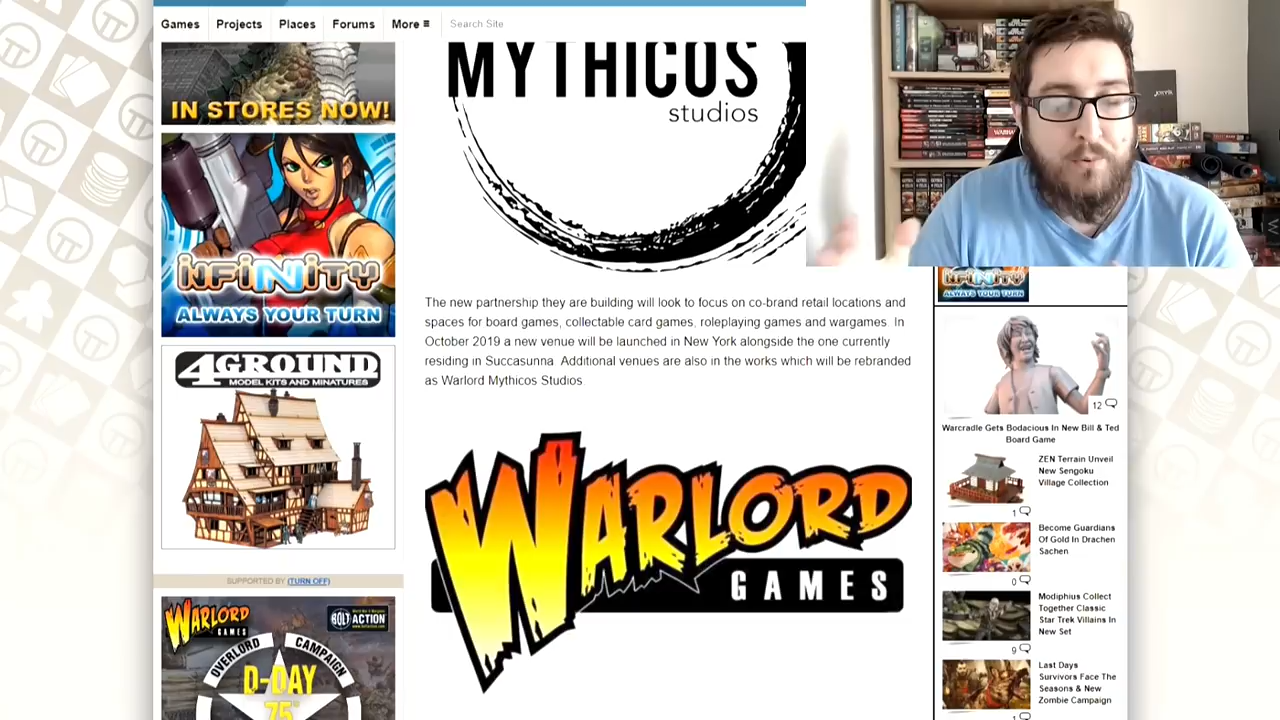 Games Projects Places Forums More Search Site
IN STORES NOW!
INFINITY
ALWAYS YOUR TURN
4GROUND
MODEL KITS AND MINIATURES
SUPPORTED BY (TURN OFF)
WARLORD
GAMES
BOLT ACTION
OVERLORD CAMPAIGN
D-DAY
75
MYTHICUS
studios
The new partnership they are building will look to focus on co-brand retail locations and
spaces for board games, collectable card games, roleplaying games and wargames. In
October 2019 a new venue will be launched in New York alongside the one currently
residing in Succasunna. Additional venues are also in the works which will be rebranded
as Warlord Mythicos Studios.
WARLORD
GAMES
INFINITY
ALWAYS YOUR TURN
12
Warcradle Gets Bodacious In New Bill & Ted
Board Game
ZEN Terrain Unveil
New Sengoku
Village Collection
1
Become Guardians
Of Gold In Drachen
Sachen
0
Modiphius Collect
Together Classic
Star Trek Villains In
New Set
9
Last Days
Survivors Face The
Seasons & New
Zombie Campaign
1